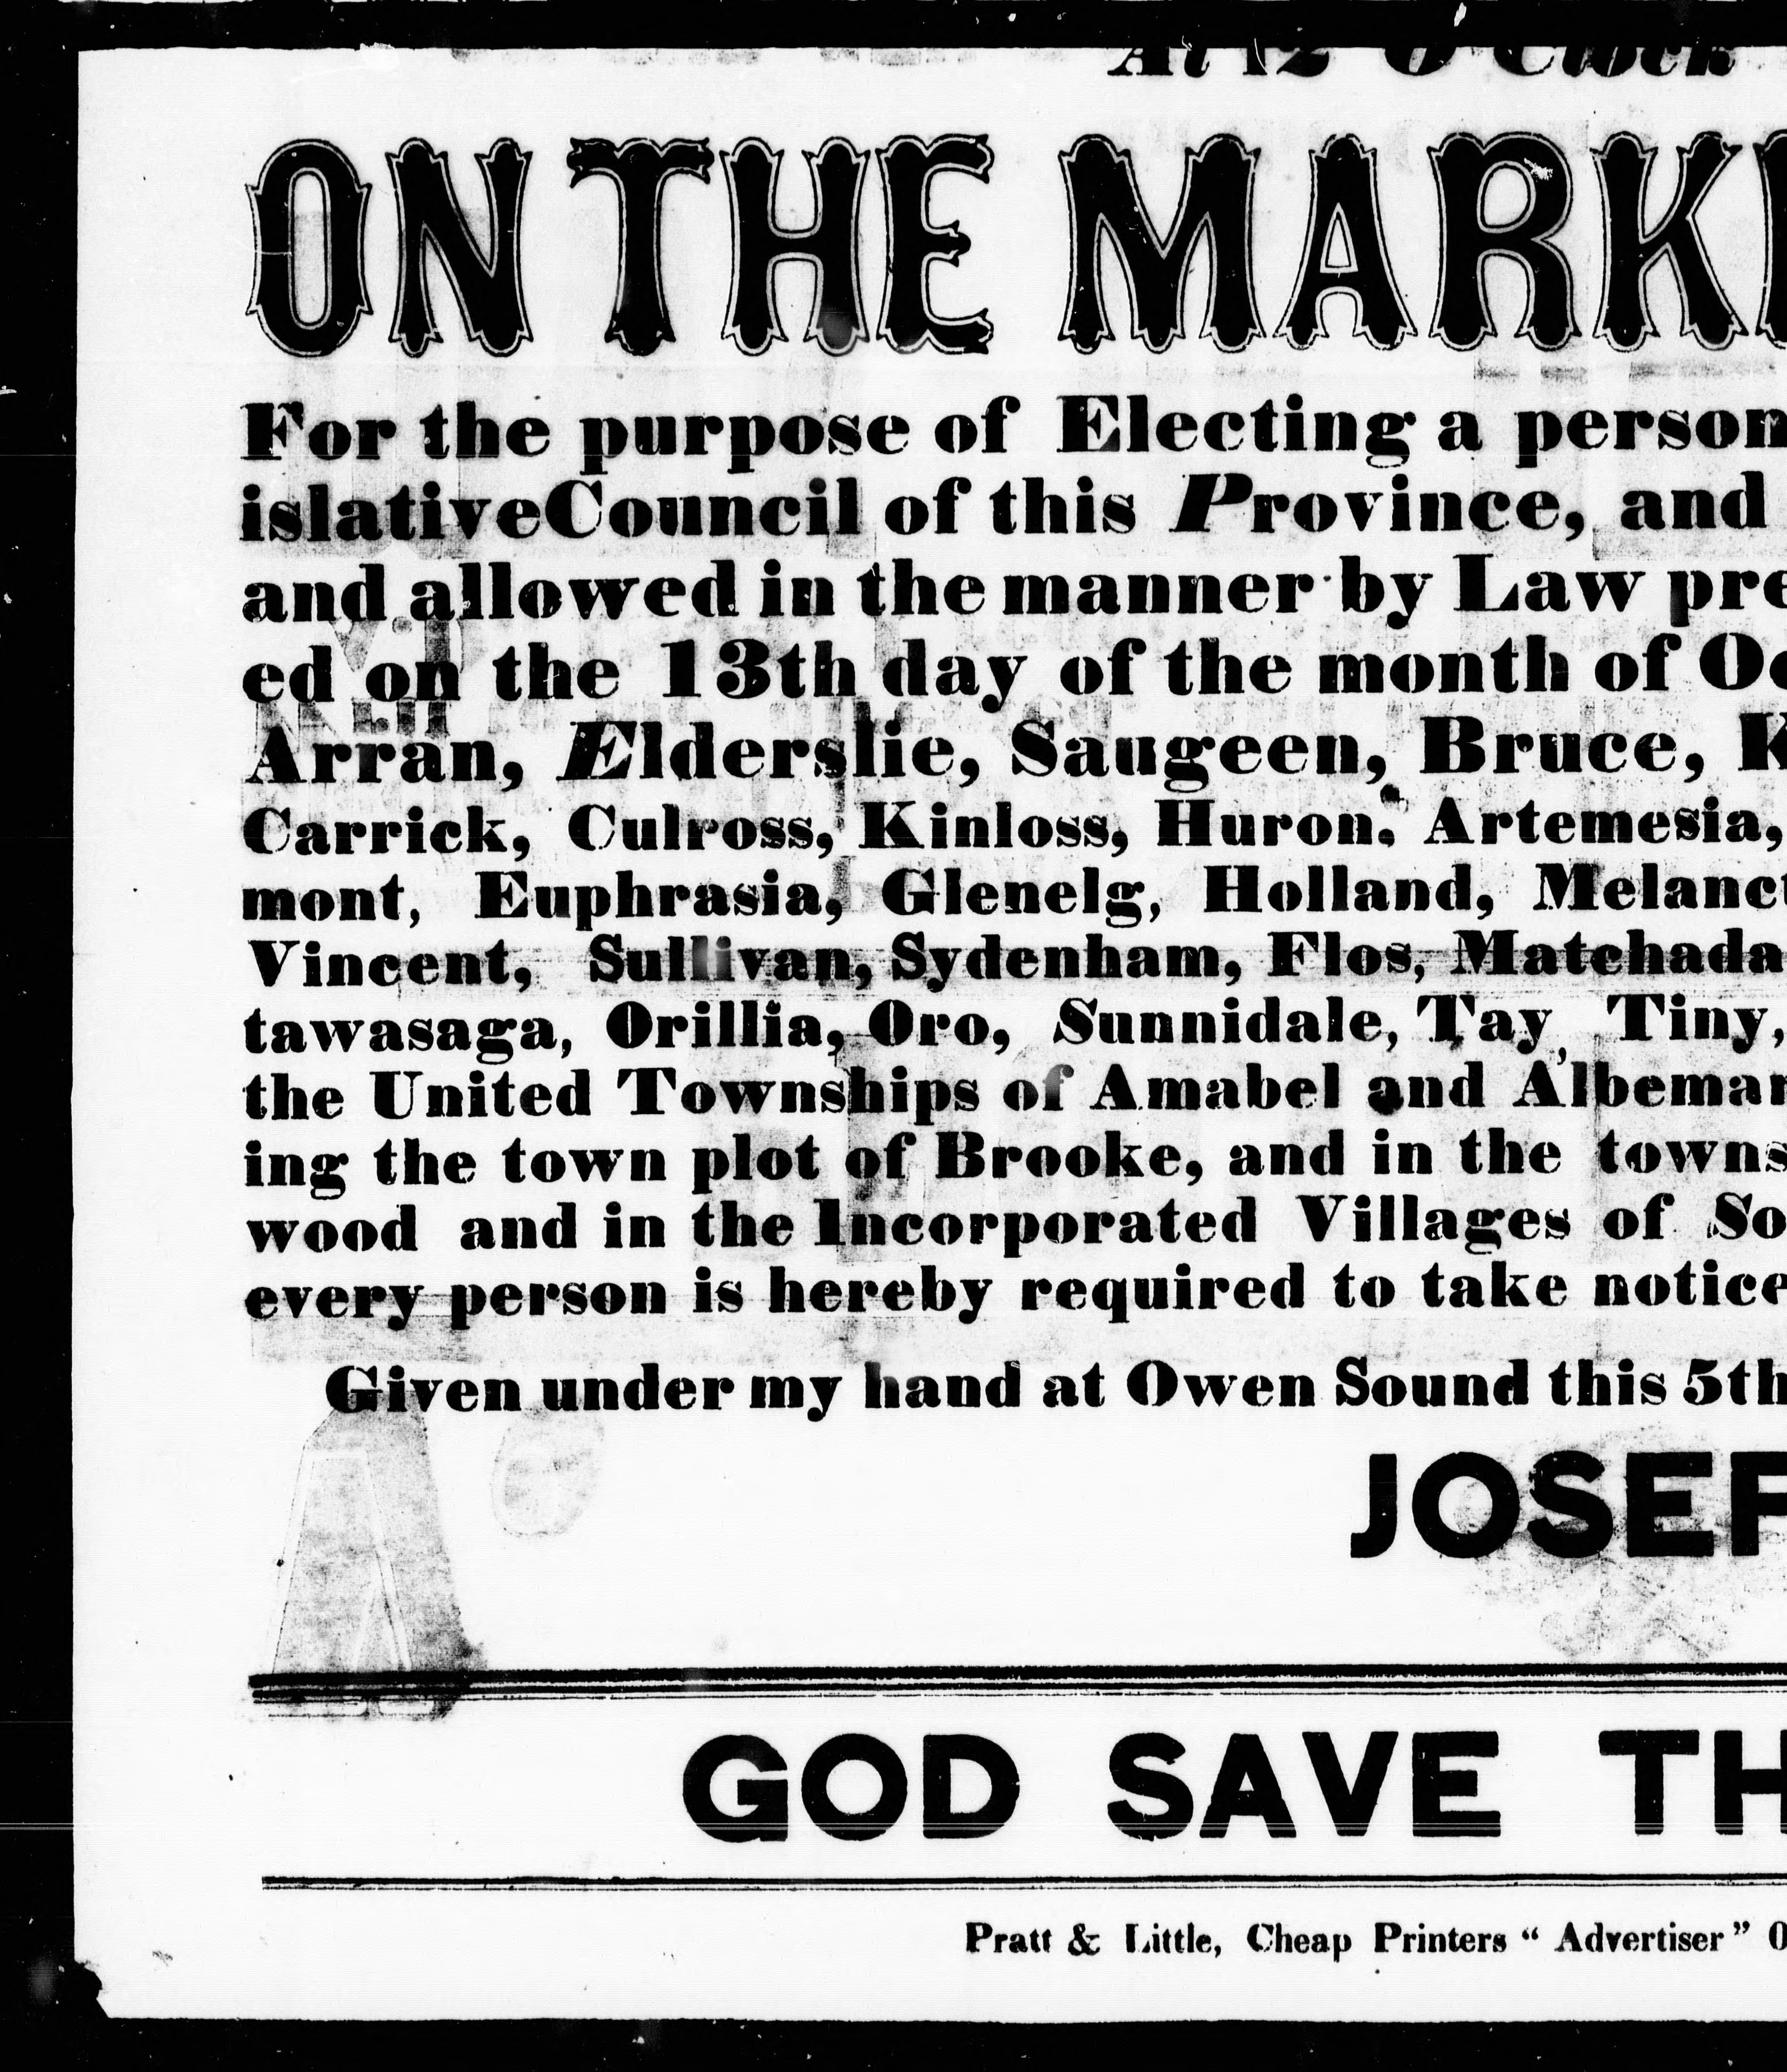 At 12 O'Clock
ON THE MARK
For the purpose of Electing a person
islativeCouncil of this Province, and
and allowed in the manner by Law pre
ed on the 13th day of the month of Oc
Arran, Elderslie, Saugeen, Bruce, K
Carrick, Culross, Kinloss, Huron, Artemesia,
mont, Euphrasia, Glenelg, Holland, Melanct
Vincent, Sullivan, Sydenham, Flos, Matchada
tawasaga, Orillia, Oro, Sunnidale, Tay, Tiny,
the United Townships of Amabel and Albemar
ing the town plot of Brooke, and in the towns
wood and in the Incorporated Villages of So
every person is hereby required to take notice
Given under my hand at Owen Sound this 5th
JOSEP
GOD SAVE TH
Pratt & Little, Cheap Printers “ Advertiser ” O